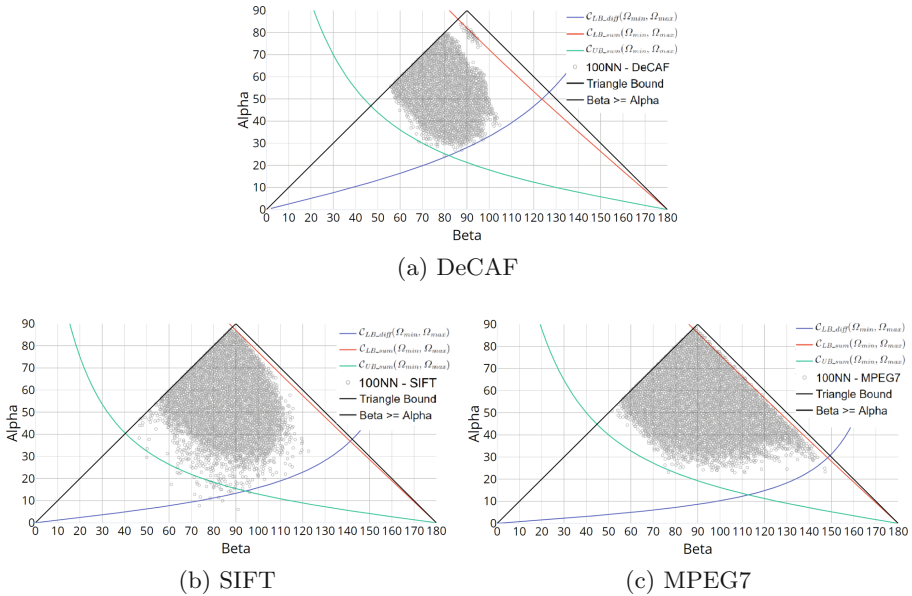 90
80
70
60
50
40
30
20
10
0
Alpha
0 10 20 30 40 50 60 70 80 90 100 110 120 130 140 150 160 170 180
Beta
C_LB_diff(Ω_min, Ω_max)
C_LB_sum(Ω_min, Ω_max)
C_UB_sum(Ω_min, Ω_max)
100NN - DeCAF
Triangle Bound
Beta >= Alpha
(a) DeCAF
90
80
70
60
50
40
30
20
10
0
Alpha
0 10 20 30 40 50 60 70 80 90 100 110 120 130 140 150 160 170 180
Beta
C_LB_diff(Ω_min, Ω_max)
C_LB_sum(Ω_min, Ω_max)
C_UB_sum(Ω_min, Ω_max)
100NN - SIFT
Triangle Bound
Beta >= Alpha
(b) SIFT
90
80
70
60
50
40
30
20
10
0
Alpha
0 10 20 30 40 50 60 70 80 90 100 110 120 130 140 150 160 170 180
Beta
C_LB_diff(Ω_min, Ω_max)
C_LB_sum(Ω_min, Ω_max)
C_UB_sum(Ω_min, Ω_max)
100NN - MPEG7
Triangle Bound
Beta >= Alpha
(c) MPEG7